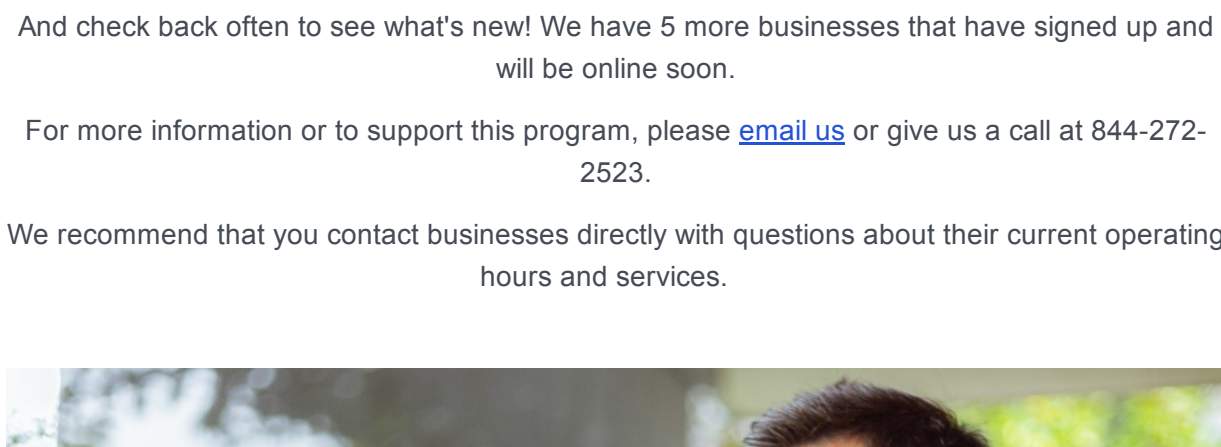 And check back often to see what's new! We have 5 more businesses that have signed up and
will be online soon.
For more information or to support this program, please email us or give us a call at 844-272-
2523.
We recommend that you contact businesses directly with questions about their current operating
hours and services.